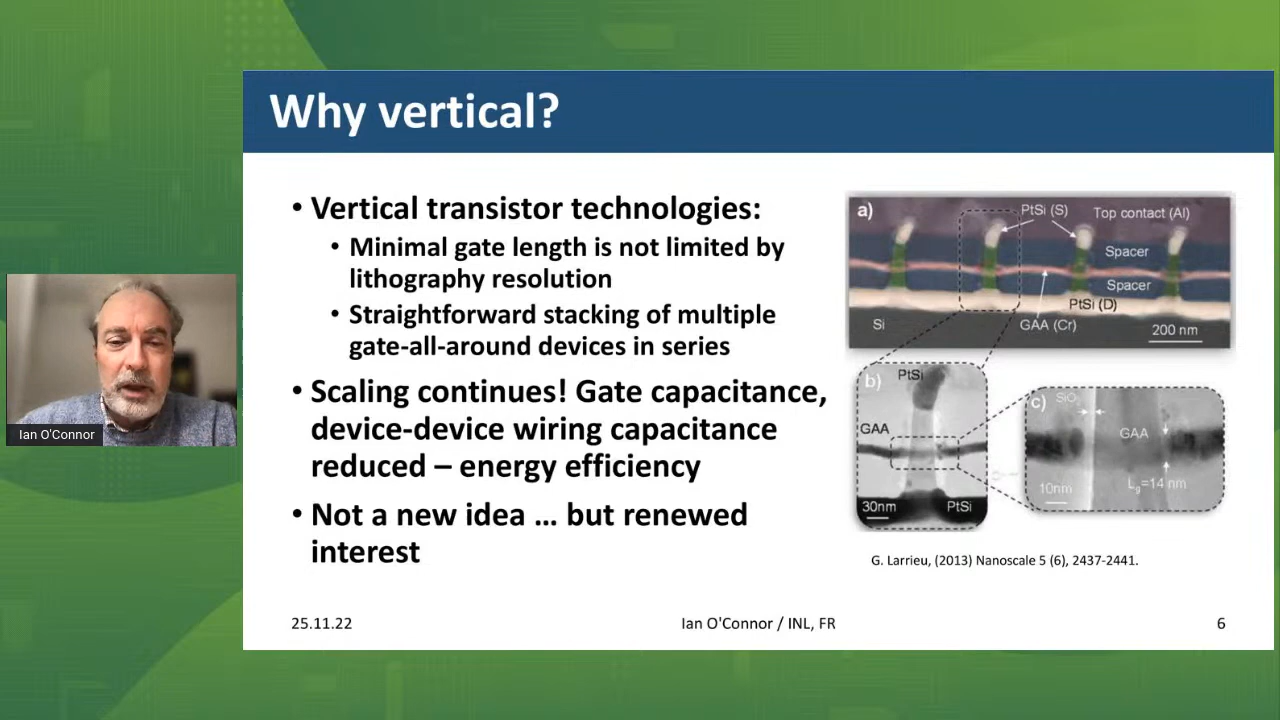 Why vertical?
• Vertical transistor technologies:
• Minimal gate length is not limited by
lithography resolution
• Straightforward stacking of multiple
gate-all-around devices in series
• Scaling continues! Gate capacitance,
device-device wiring capacitance
reduced – energy efficiency
• Not a new idea … but renewed
interest
a)
PtSi (S)
Top contact (Al)
Spacer
Spacer
PtSi (D)
Si
GAA (Cr)
200 nm
b)
PtSi
GAA
30nm
PtSi
c)
SiO2
GAA
10nm
Lg=14 nm
G. Larrieu, (2013) Nanoscale 5 (6), 2437-2441.
Ian O'Connor
25.11.22
Ian O'Connor / INL, FR
6